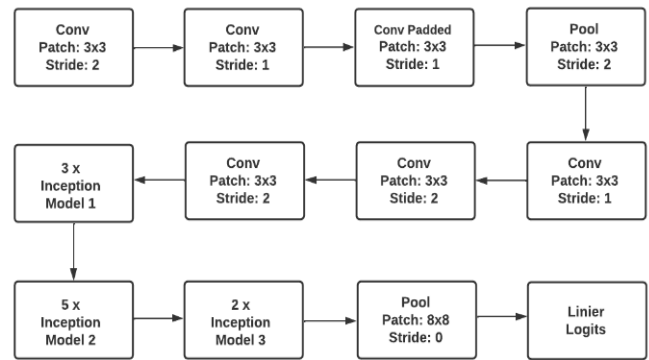 Conv
Patch: 3x3
Stride: 2
Conv
Patch: 3x3
Stride: 1
Conv Padded
Patch: 3x3
Stride: 1
Pool
Patch: 3x3
Stride: 2
Conv
Patch: 3x3
Stride: 1
Conv
Patch: 3x3
Stide: 2
Conv
Patch: 3x3
Stride: 2
3 x
Inception
Model 1
5 x
Inception
Model 2
2 x
Inception
Model 3
Pool
Patch: 8x8
Stride: 0
Linier
Logits